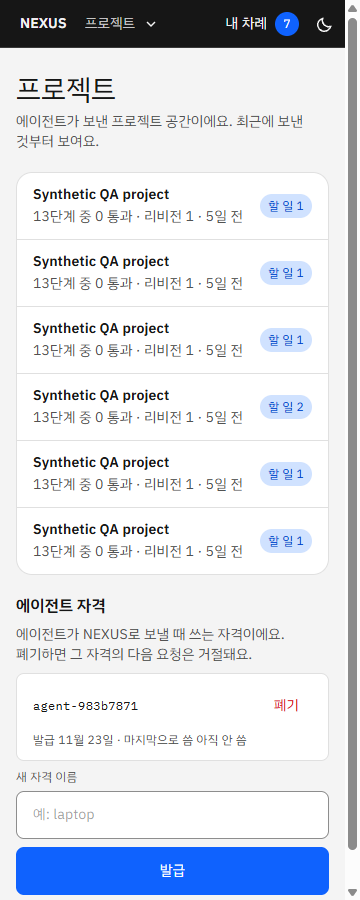 NEXUS 프로젝트 내 차례 7
프로젝트
에이전트가 보낸 프로젝트 공간이에요. 최근에 보낸
것부터 보여요.
Synthetic QA project
13단계 중 0 통과 · 리비전 1 · 5일 전
할 일 1
Synthetic QA project
13단계 중 0 통과 · 리비전 1 · 5일 전
할 일 1
Synthetic QA project
13단계 중 0 통과 · 리비전 1 · 5일 전
할 일 1
Synthetic QA project
13단계 중 0 통과 · 리비전 1 · 5일 전
할 일 2
Synthetic QA project
13단계 중 0 통과 · 리비전 1 · 5일 전
할 일 1
Synthetic QA project
13단계 중 0 통과 · 리비전 1 · 5일 전
할 일 1
에이전트 자격
에이전트가 NEXUS로 보낼 때 쓰는 자격이에요.
폐기하면 그 자격의 다음 요청은 거절돼요.
agent-983b7871
폐기
발급 11월 23일 · 마지막으로 씀 아직 안 씀
새 자격 이름
예: laptop
발급